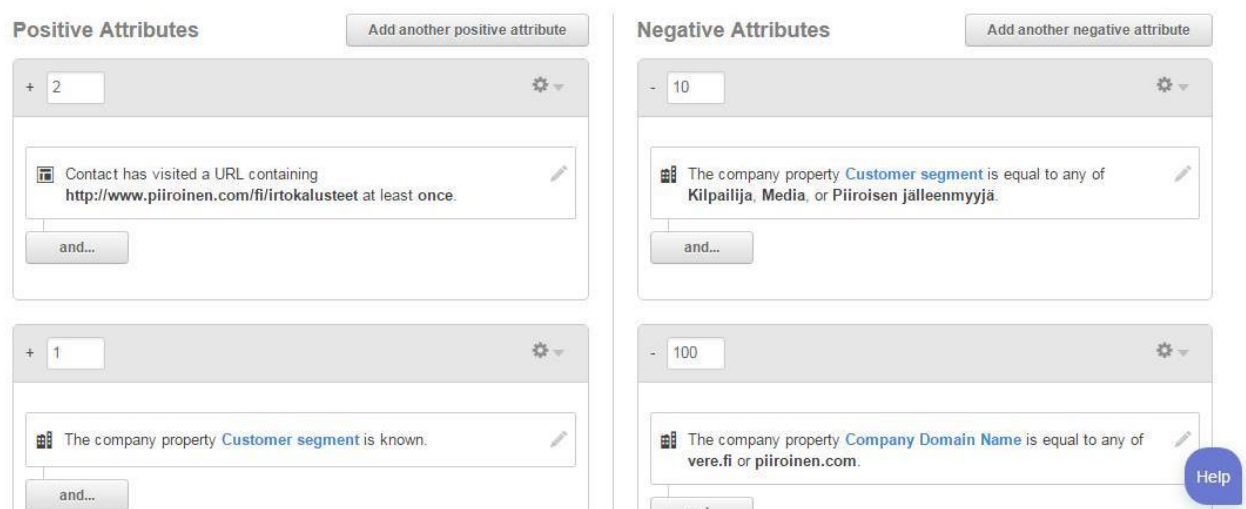 Positive Attributes
Add another positive attribute
+ 2
Contact has visited a URL containing
http://www.piiroinen.com/fi/irtokalusteet at least once.
and...
+ 1
The company property Customer segment is known.
and...
Negative Attributes
Add another negative attribute
- 10
The company property Customer segment is equal to any of
Kilpailija, Media, or Piiroisen jälleenmyyjä.
and...
- 100
The company property Company Domain Name is equal to any of
vere.fi or piiroinen.com.
Help